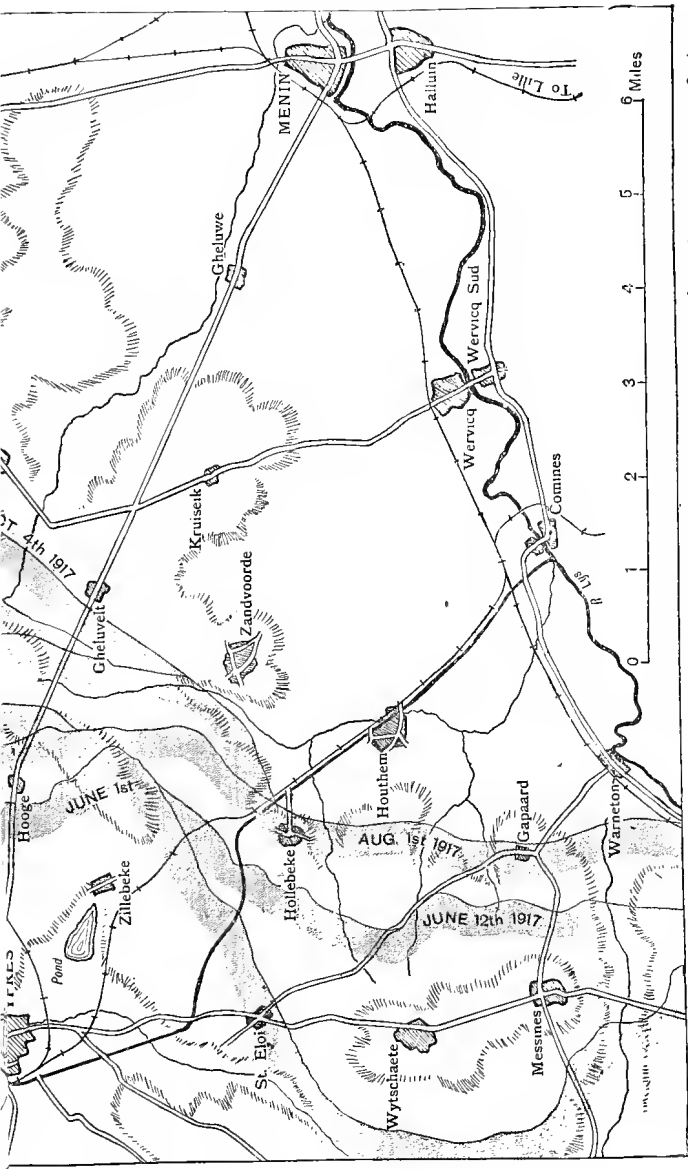 MENIN
Halluin
To Lille
Gheluwe
Wervicq Sud
Wervicq
Kruiseik
Comines
R Lys
CT. 4th 1917
Gheluvelt
Zandvoorde
Houthem
Warneton
Hooge
JUNE 1st
Hollebeke
AUG. 1st 1917
Gapaard
Zillebeke
Pond
JUNE 12th 1917
YPRES
St. Eloi
Wytschaete
Messines
0 1 2 3 4 5 6 Miles